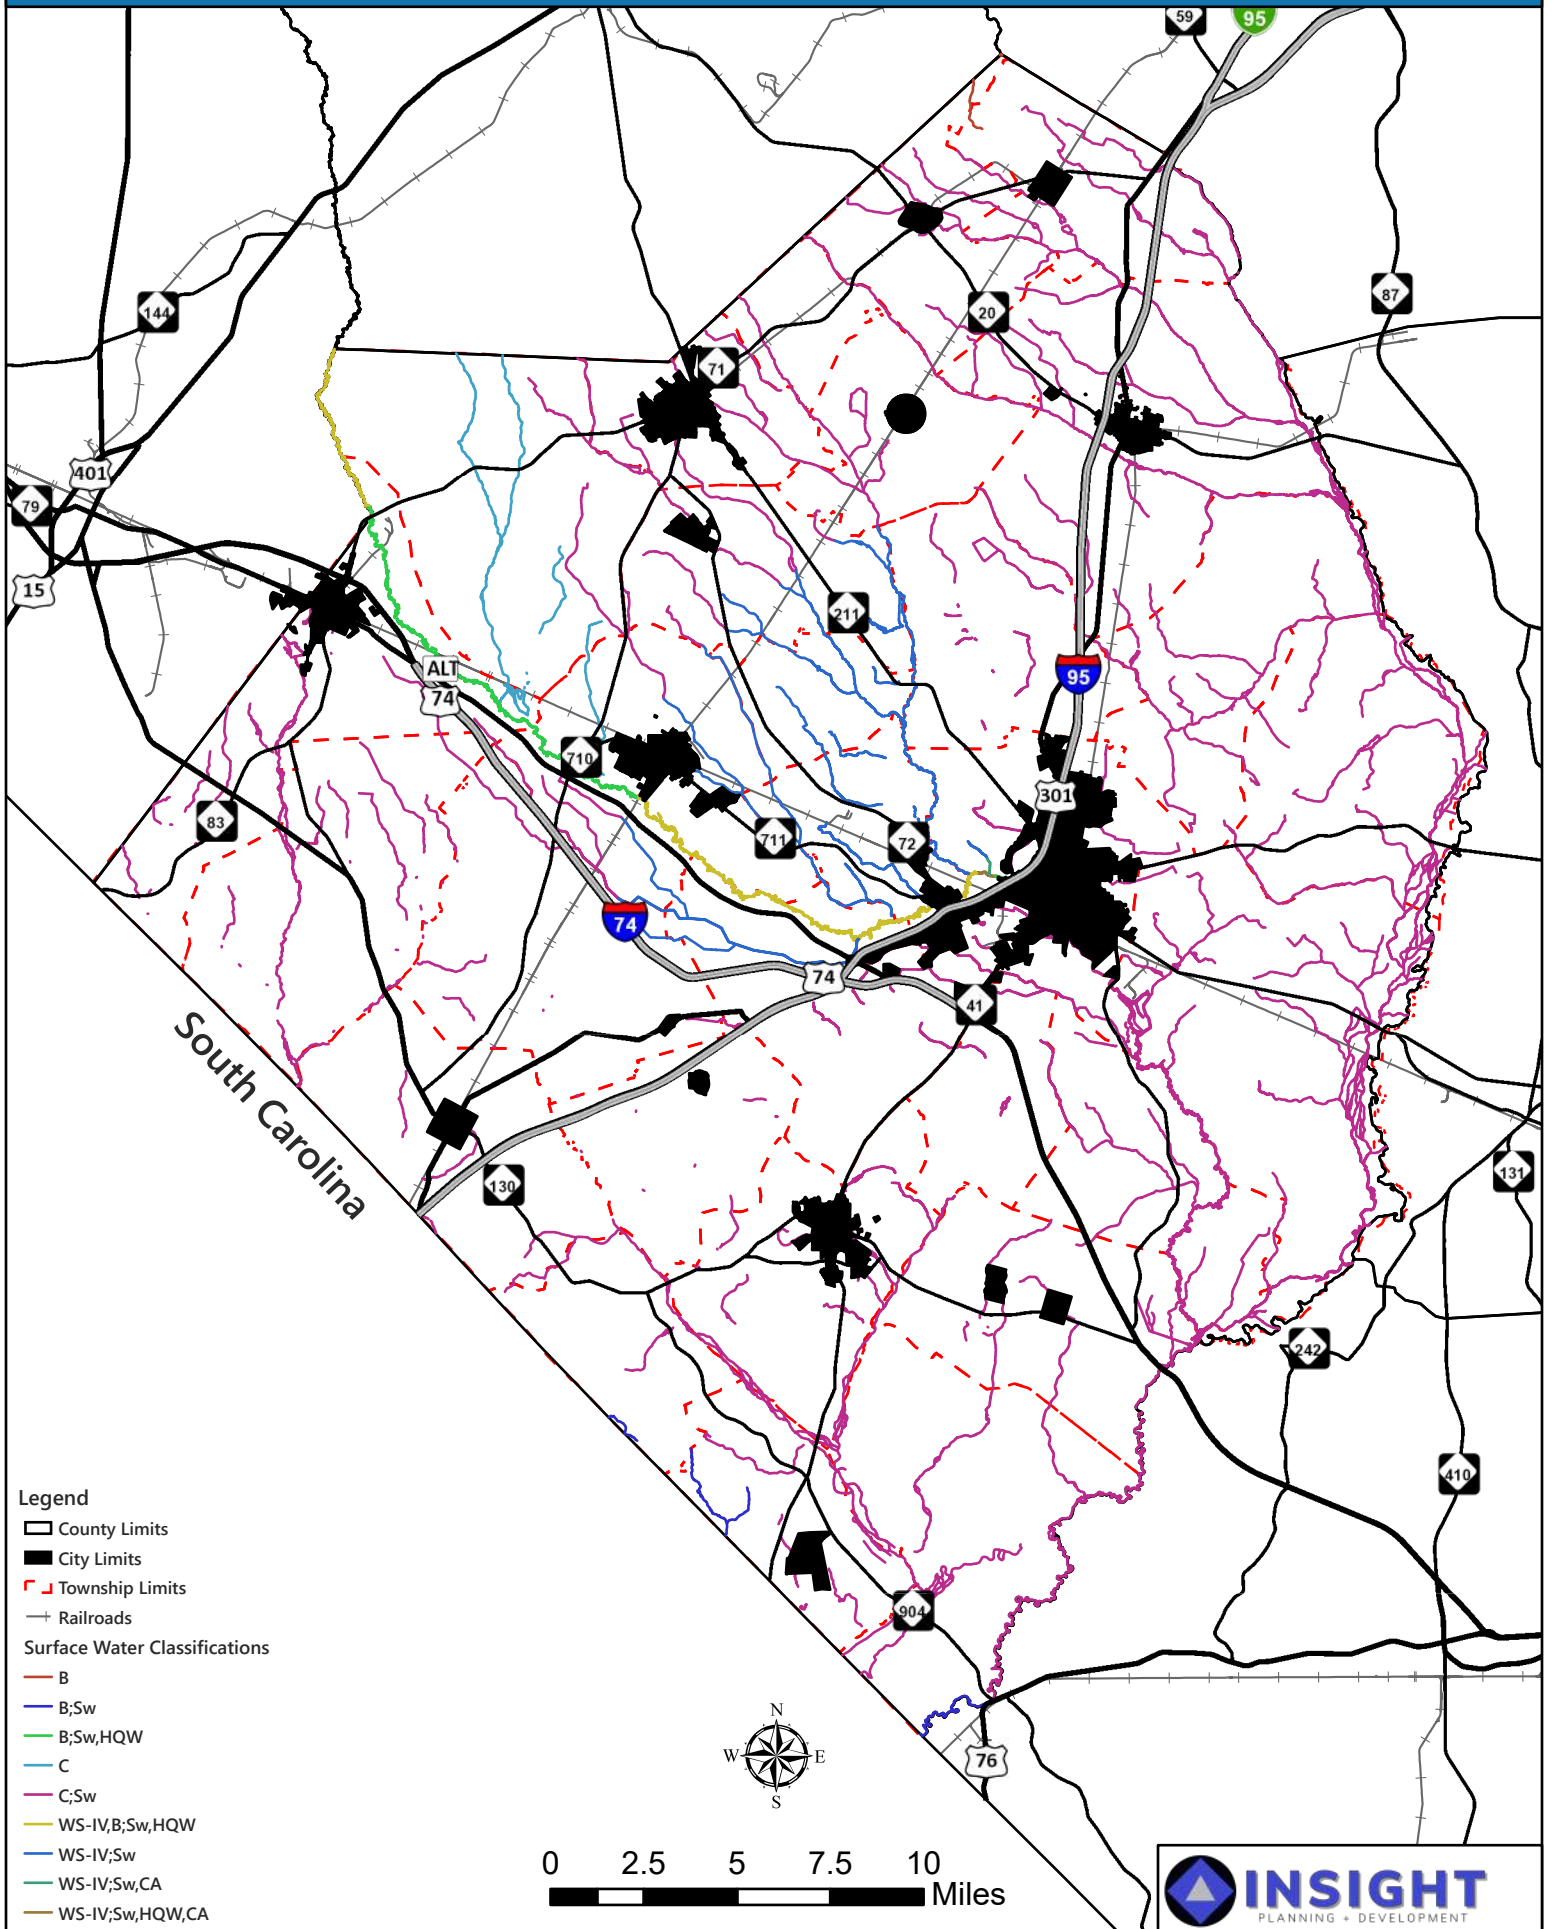 59
95
144
87
20
71
401
79
15
211
ALT
74
95
710
301
83
711
72
74
74
41
South Carolina
131
130
242
410
904
76
Legend
County Limits
City Limits
Township Limits
Railroads
Surface Water Classifications
B
B;Sw
B;Sw,HQW
C
C;Sw
WS-IV,B;Sw,HQW
WS-IV;Sw
WS-IV;Sw,CA
WS-IV;Sw,HQW,CA
N
W E
S
0 2.5 5 7.5 10
Miles
INSIGHT
PLANNING + DEVELOPMENT